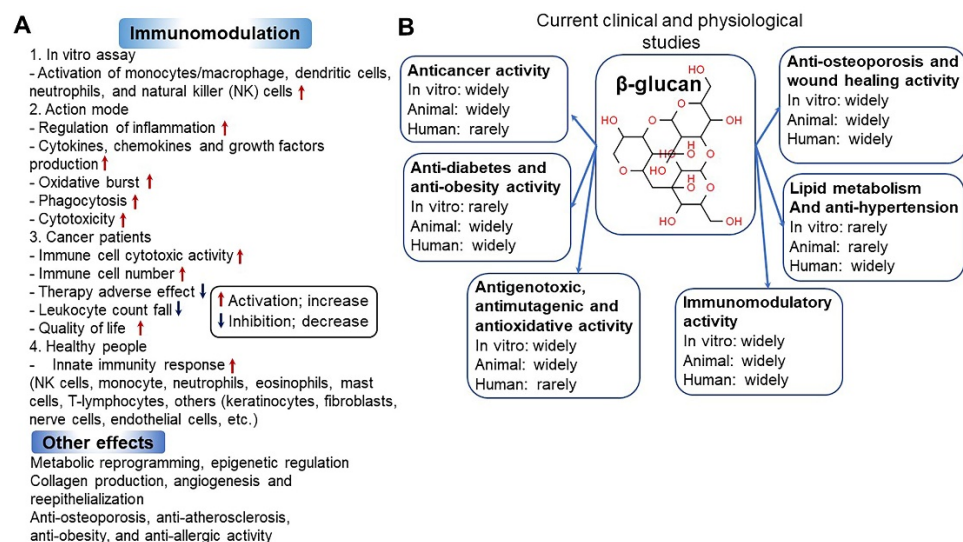 A
Immunomodulation
1. In vitro assay
- Activation of monocytes/macrophage, dendritic cells,
neutrophils, and natural killer (NK) cells ↑
2. Action mode
- Regulation of inflammation ↑
- Cytokines, chemokines and growth factors
production ↑
- Oxidative burst ↑
- Phagocytosis ↑
- Cytotoxicity ↑
3. Cancer patients
- Immune cell cytotoxic activity ↑
- Immune cell number ↑
- Therapy adverse effect ↓
- Leukocyte count fall ↓
- Quality of life ↑
↑ Activation; increase
↓ Inhibition; decrease
4. Healthy people
- Innate immunity response ↑
(NK cells, monocyte, neutrophils, eosinophils, mast
cells, T-lymphocytes, others (keratinocytes, fibroblasts,
nerve cells, endothelial cells, etc.)
Other effects
Metabolic reprogramming, epigenetic regulation
Collagen production, angiogenesis and
reepithelialization
Anti-osteoporosis, anti-atherosclerosis,
anti-obesity, and anti-allergic activity
B
Current clinical and physiological
studies
Anticancer activity
In vitro: widely
Animal: widely
Human: rarely
Anti-diabetes and
anti-obesity activity
In vitro: rarely
Animal: widely
Human: widely
Antigenotoxic,
antimutagenic and
antioxidative activity
In vitro: widely
Animal: widely
Human: rarely
β-glucan
HO
HO
OH
O
O
O
OH
HO
H
O
HO
O
O
H
O
O
O
HO
OH
Anti-osteoporosis and
wound healing activity
In vitro: widely
Animal: widely
Human: widely
Lipid metabolism
And anti-hypertension
In vitro: rarely
Animal: rarely
Human: widely
Immunomodulatory
activity
In vitro: widely
Animal: widely
Human: widely